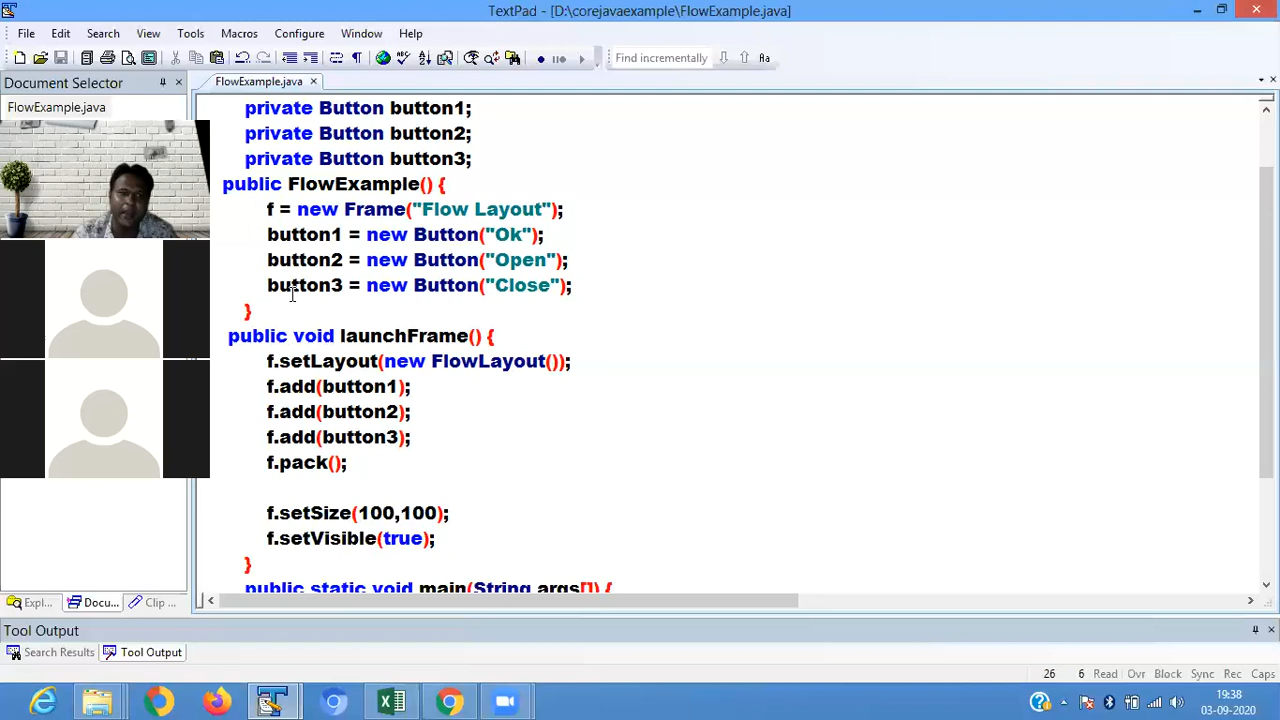 TextPad - [D:\corejavaexample\FlowExample.java]
File Edit Search View Tools Macros Configure Window Help
Find incrementally
Document Selector
FlowExample.java
FlowExample.java
private Button button1;
private Button button2;
private Button button3;
public FlowExample() {
f = new Frame("Flow Layout");
button1 = new Button("Ok");
button2 = new Button("Open");
button3 = new Button("Close");
}
public void launchFrame() {
f.setLayout(new FlowLayout());
f.add(button1);
f.add(button2);
f.add(button3);
f.pack();
f.setSize(100,100);
f.setVisible(true);
}
public static void main(String args[]) {
Expl... Docu... Clip ...
Tool Output
Search Results Tool Output
26 6 Read Ovr Block Sync Rec Caps
19:38
03-09-2020